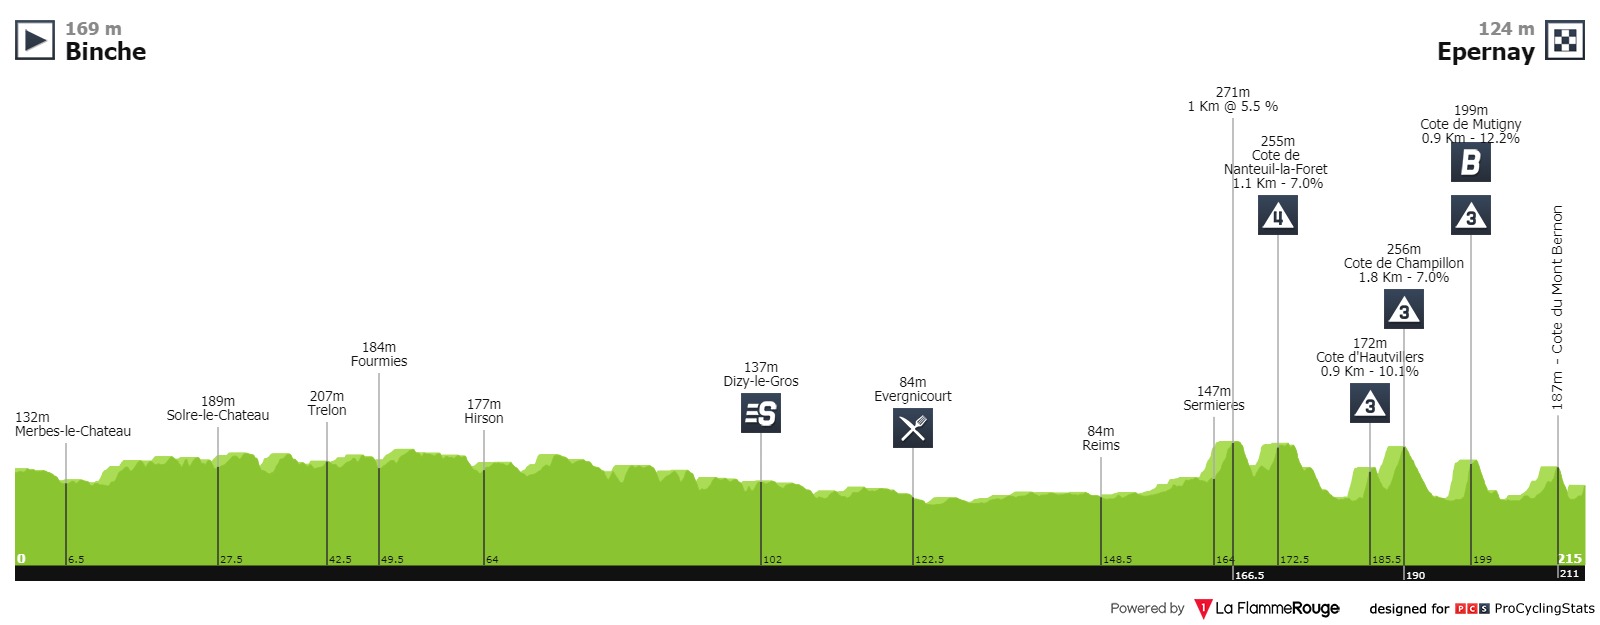 169 m
Binche
124 m
Epernay
271m
1 Km @ 5.5 %
199m
Cote de Mutigny
0.9 Km - 12.2%
B
3
255m
Cote de
Nanteuil-la-Foret
1.1 Km - 7.0%
4
187m - Cote du Mont Bernon
256m
Cote de Champillon
1.8 Km - 7.0%
3
172m
Cote d'Hautvillers
0.9 Km - 10.1%
3
184m
Fournies
207m
Trelon
189m
Solre-le-Chateau
132m
Merbes-le-Chateau
177m
Hirson
137m
Dizy-le-Gros
S
84m
Evergnicourt
147m
Sermieres
84m
Reims
0
6.5
27.5
42.5
49.5
64
102
122.5
148.5
164
172.5
185.5
199
215
166.5
190
211
Powered by
1
La FlammeRouge
designed for
PCS
ProCyclingStats